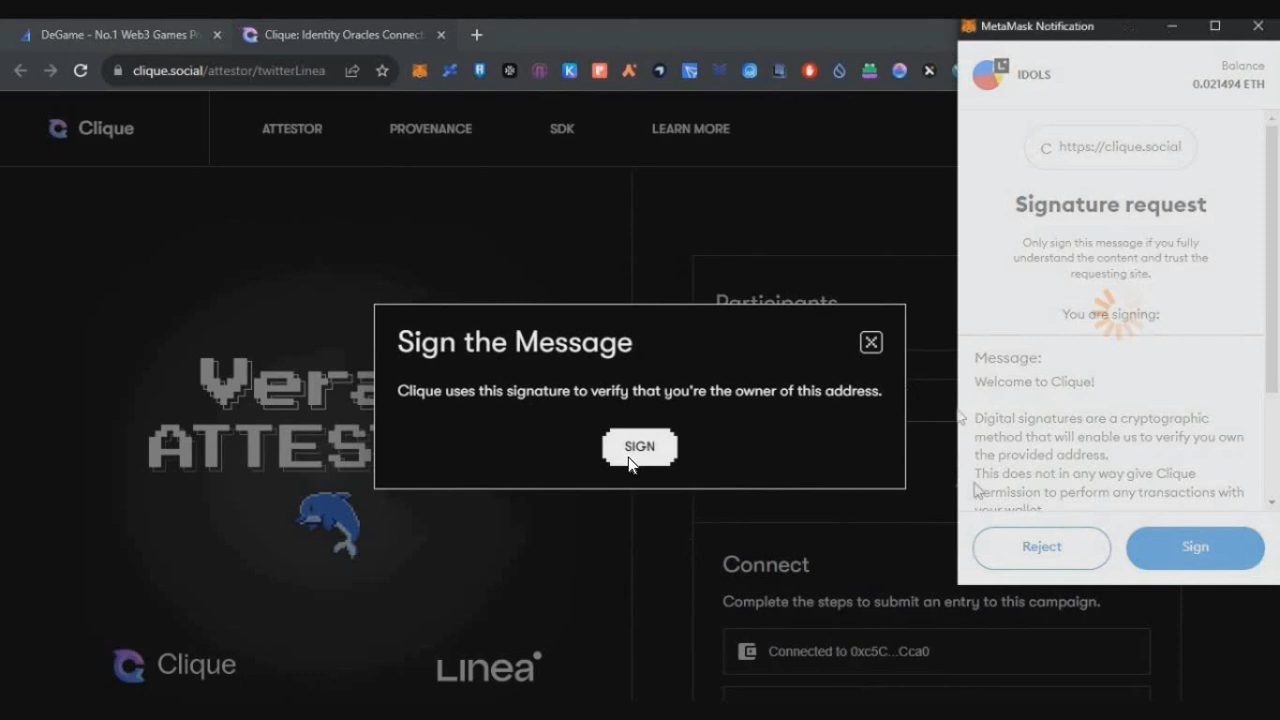 DeGame - No.1 Web3 Games P
Clique: Identity Oracles Connect
clique.social/attestor/twitterLinea
Clique
ATTESTOR
PROVENANCE
SDK
LEARN MORE
Participants
Vera
ATTEST
Sign the Message
Clique uses this signature to verify that you're the owner of this address.
SIGN
Connect
Complete the steps to submit an entry to this campaign.
Connected to 0xc5C...Cca0
Clique
Linea
MetaMask Notification
L
IDOLS
Balance
0.021494 ETH
C
https://clique.social
Signature request
Only sign this message if you fully
understand the content and trust the
requesting site.
You are signing:
Message:
Welcome to Clique!
Digital signatures are a cryptographic
method that will enable us to verify you own
the provided address.
This does not in any way give Clique
permission to perform any transactions with
your wallet
Reject
Sign